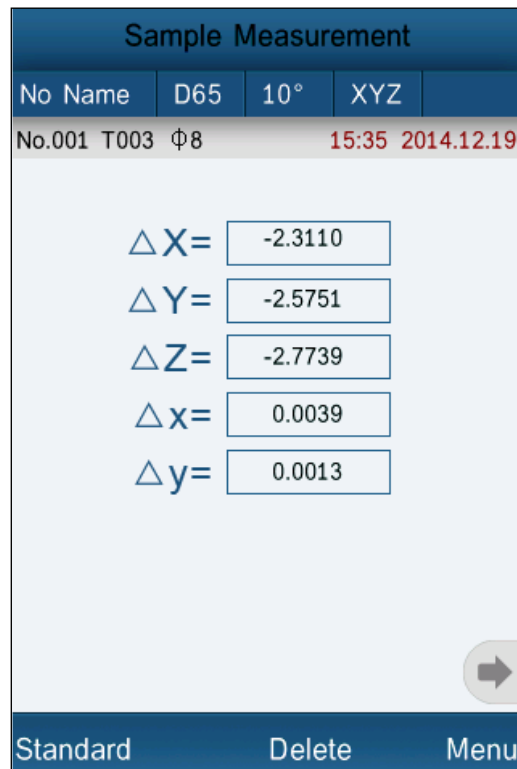 Sample Measurement
No Name D65 10° XYZ
No.001 T003 Φ8 15:35 2014.12.19
△X= -2.3110
△Y= -2.5751
△Z= -2.7739
△x= 0.0039
△y= 0.0013
Standard Delete Menu